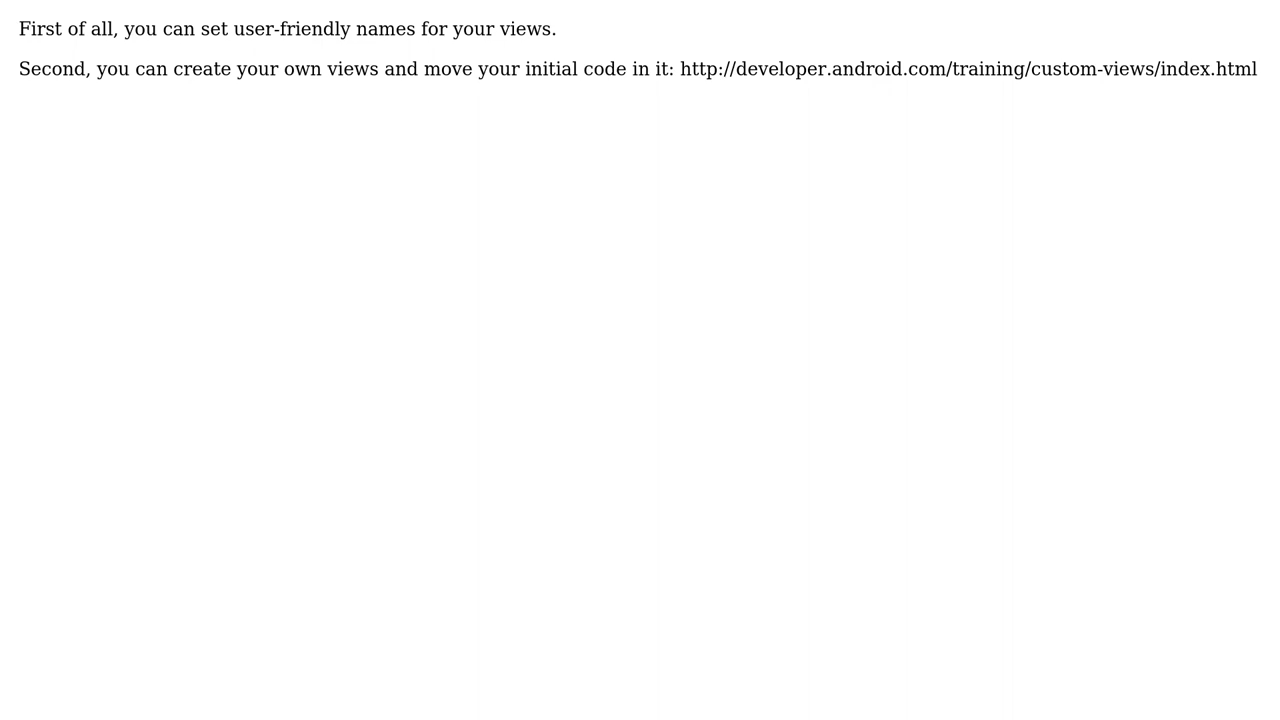 First of all, you can set user-friendly names for your views.
Second, you can create your own views and move your initial code in it: http://developer.android.com/training/custom-views/index.html